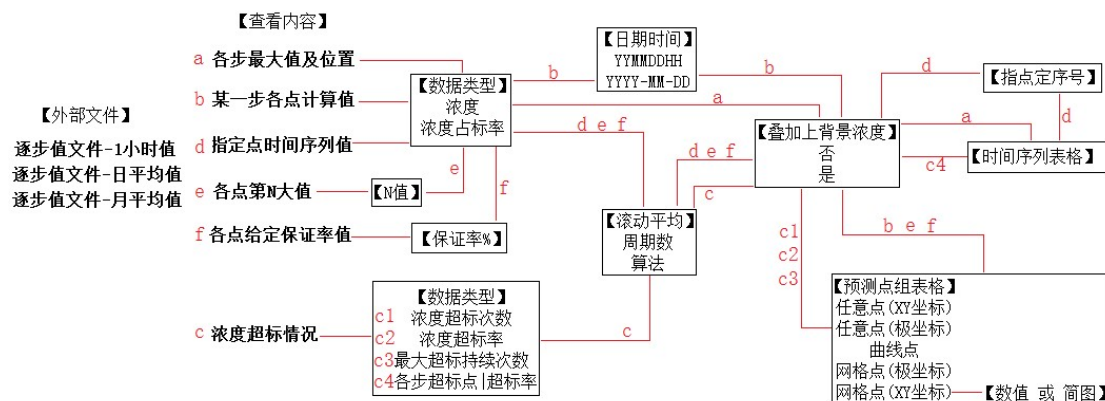 【查看内容】
a 各步最大值及位置
b 某一步各点计算值
d 指定点时间序列值
e 各点第N大值
f 各点给定保证率值
c 浓度超标情况
【外部文件】
逐步值文件-1小时值
逐步值文件-日平均值
逐步值文件-月平均值
【数据类型】
浓度
浓度占标率
【N值】
e
f
【保证率%】
【数据类型】
c1 浓度超标次数
c2 浓度超标率
c3最大超标持续次数
c4各步超标点|超标率
b
【日期时间】
YYMMDDHH
YYYY-MM-DD
b
a
d e f
【滚动平均】
周期数
算法
c
d e f
c
【叠加上背景浓度】
否
是
d
【指点定序号】
a
d
c4
【时间序列表格】
c1
c2
c3
b e f
【预测点组表格】
任意点(XY坐标)
任意点(极坐标)
曲线点
网格点(极坐标)
网格点(XY坐标)
【数值 或 简图】